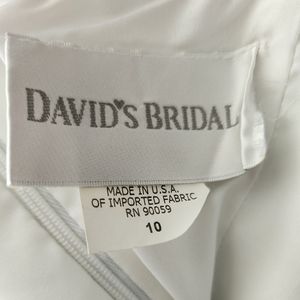 DAVID'S BRIDAL
MADE IN U.S.A.
OF IMPORTED FABRIC
RN 90059
10